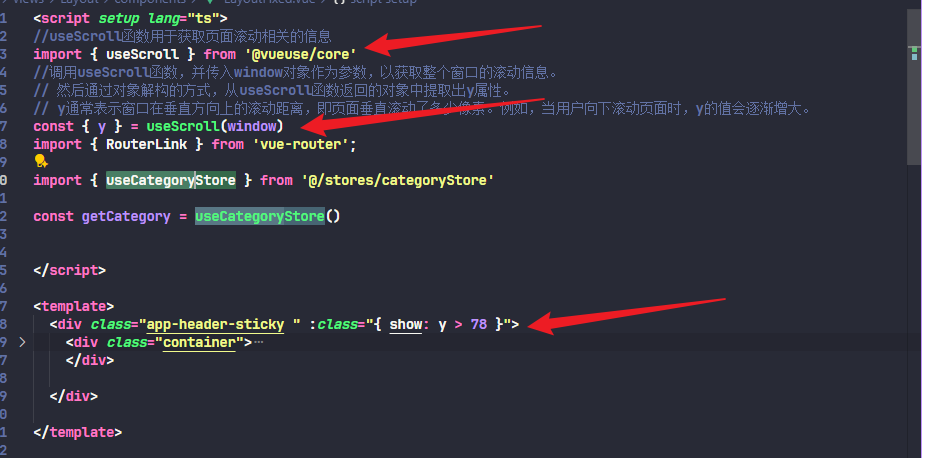 views > Layout > components > LayoutFixed.vue > {} script setup
1 <script setup lang="ts">
2 //useScroll函数用于获取页面滚动相关的信息
3 import { useScroll } from '@vueuse/core'
4 //调用useScroll函数，并传入window对象作为参数，以获取整个窗口的滚动信息。
5 // 然后通过对象解构的方式，从useScroll函数返回的对象中提取出y属性。
6 // y通常表示窗口在垂直方向上的滚动距离，即页面垂直滚动了多少像素。例如，当用户向下滚动页面时，y的值会逐渐增大。
7 const { y } = useScroll(window)
8 import { RouterLink } from 'vue-router';
9
0 import { useCategoryStore } from '@/stores/categoryStore'
1
2 const getCategory = useCategoryStore()
3
4
5 </script>
6
7 <template>
8 <div class="app-header-sticky " :class="{ show: y > 78 }">
9 > <div class="container">⋯
7 </div>
8
9 </div>
0
1 </template>
2